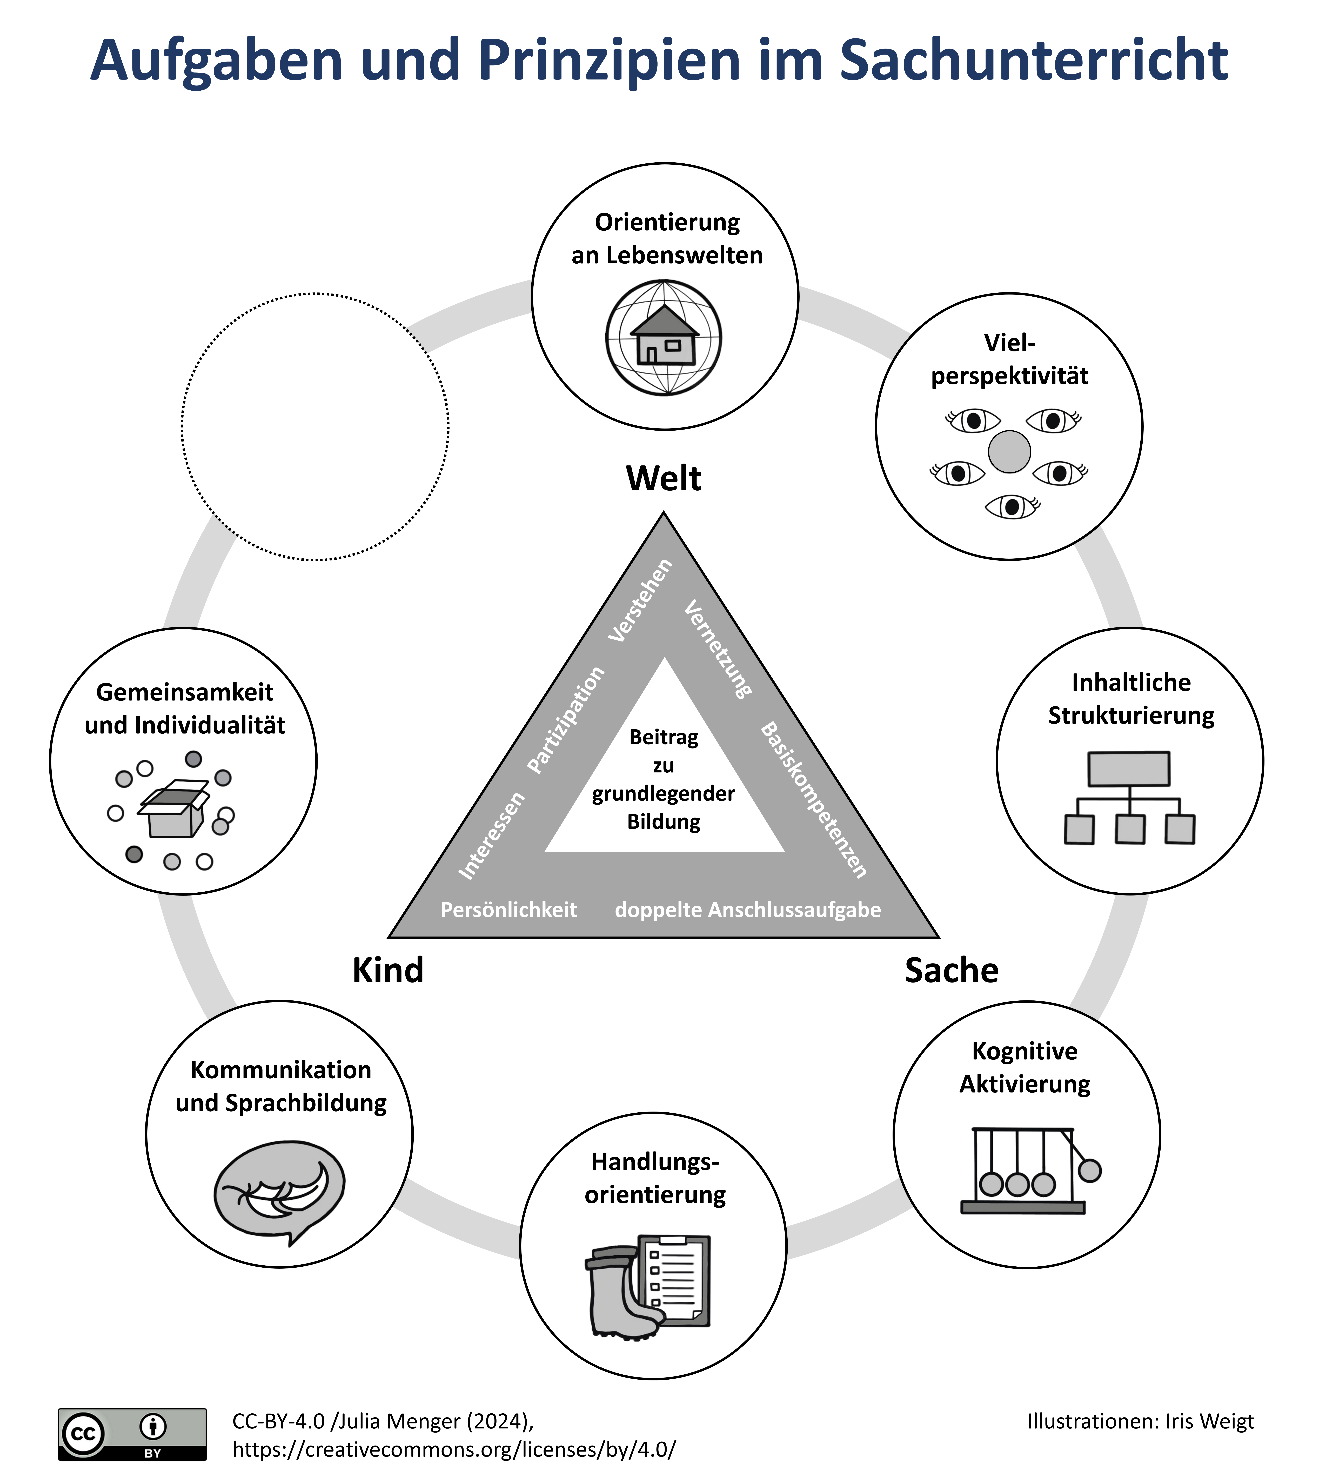 Aufgaben und Prinzipien im Sachunterricht
Orientierung
an Lebenswelten
Viel-
perspektivität
Inhaltliche
Strukturierung
Kognitive
Aktivierung
Handlungs-
orientierung
Kommunikation
und Sprachbildung
Gemeinsamkeit
und Individualität
Welt
Verstehen
Partizipation
Interessen
Vernetzung
Basiskompetenzen
Persönlichkeit
doppelte Anschlussaufgabe
Beitrag
zu
grundlegender
Bildung
Kind
Sache
cc
BY
CC-BY-4.0 /Julia Menger (2024),
https://creativecommons.org/licenses/by/4.0/
Illustrationen: Iris Weigt